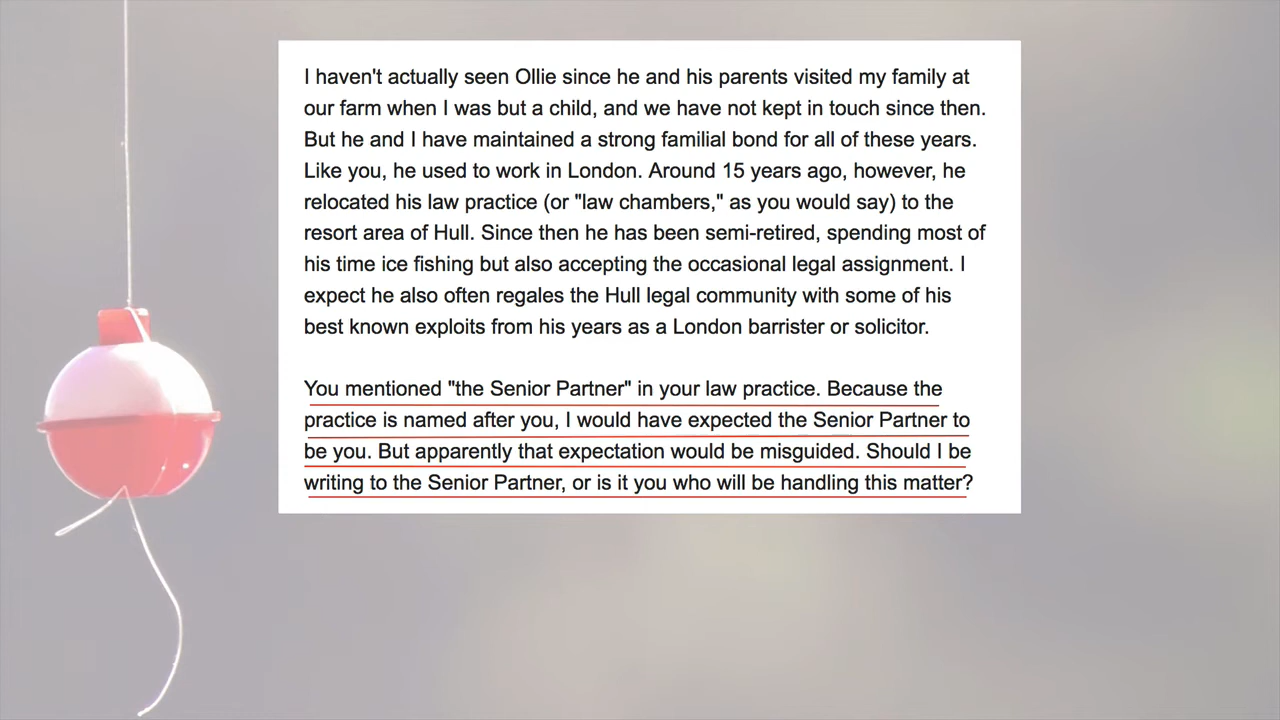 I haven't actually seen Ollie since he and his parents visited my family at
our farm when I was but a child, and we have not kept in touch since then.
But he and I have maintained a strong familial bond for all of these years.
Like you, he used to work in London. Around 15 years ago, however, he
relocated his law practice (or "law chambers," as you would say) to the
resort area of Hull. Since then he has been semi-retired, spending most of
his time ice fishing but also accepting the occasional legal assignment. I
expect he also often regales the Hull legal community with some of his
best known exploits from his years as a London barrister or solicitor.
You mentioned "the Senior Partner" in your law practice. Because the
practice is named after you, I would have expected the Senior Partner to
be you. But apparently that expectation would be misguided. Should I be
writing to the Senior Partner, or is it you who will be handling this matter?